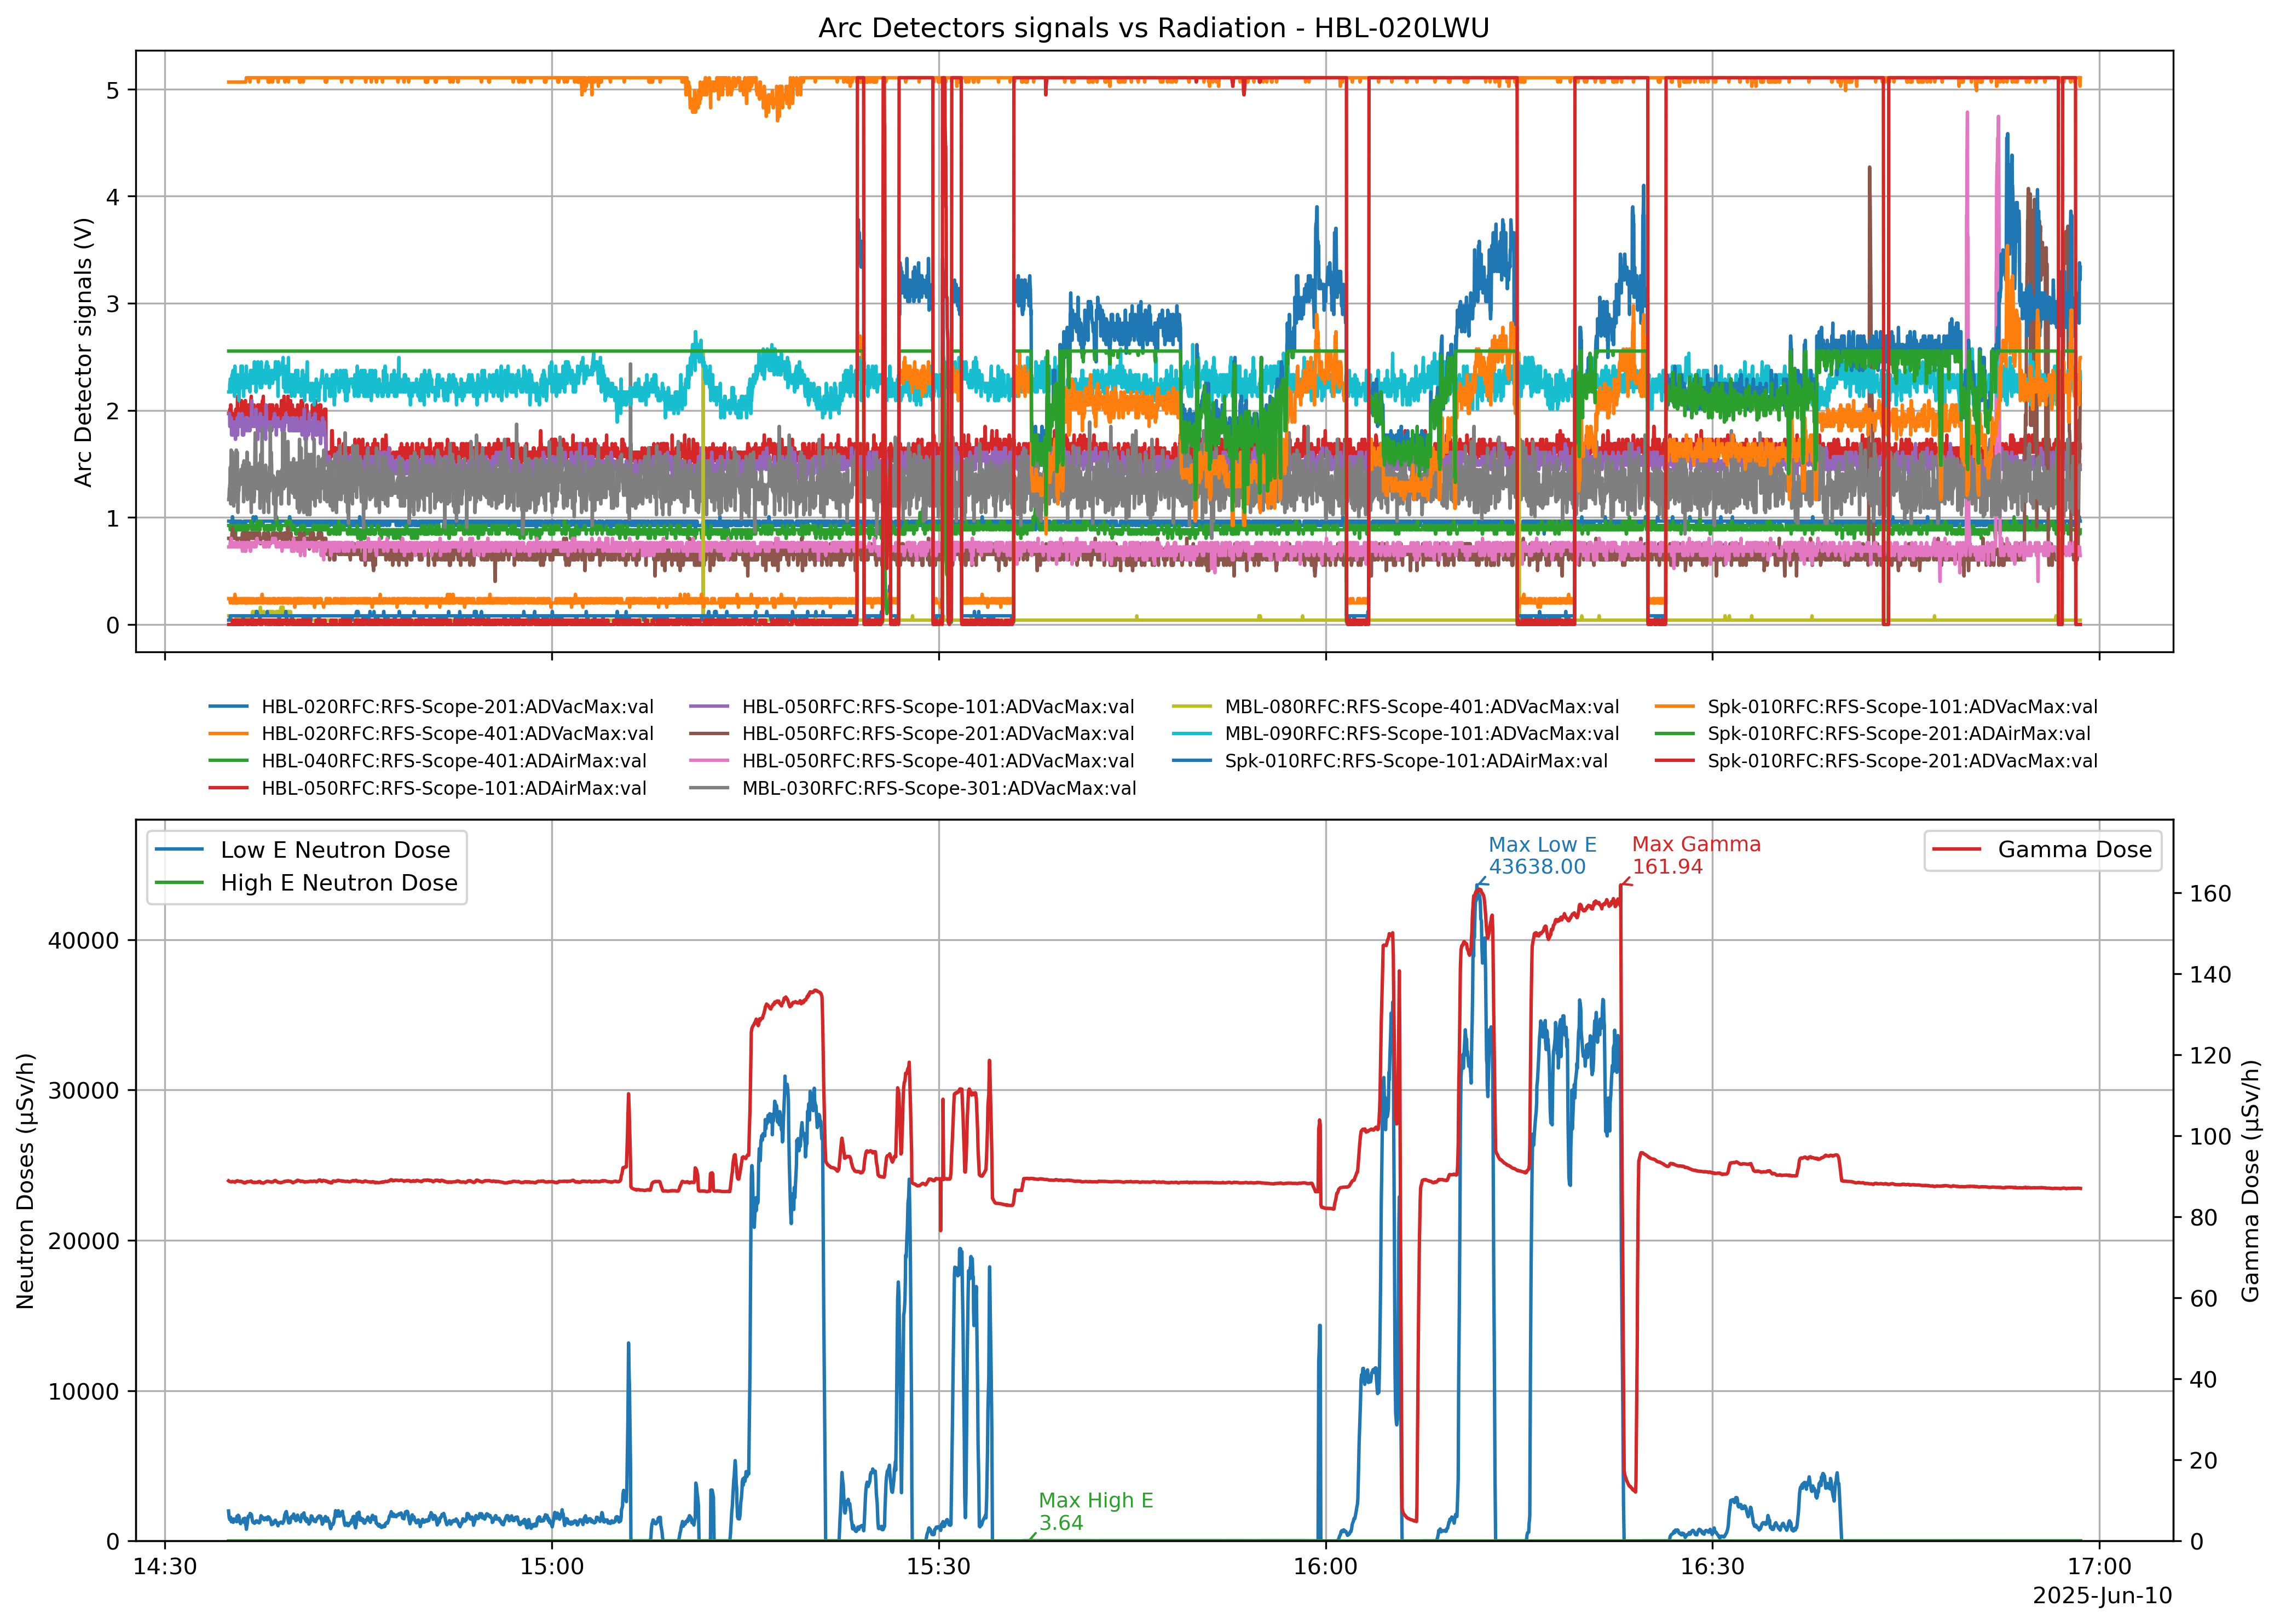 Arc Detectors signals vs Radiation - HBL-020LWU
Arc Detector signals (V)
5
4
3
2
1
0
HBL-020RFC:RFS-Scope-201:ADVacMax:val
HBL-020RFC:RFS-Scope-401:ADVacMax:val
HBL-040RFC:RFS-Scope-401:ADAirMax:val
HBL-050RFC:RFS-Scope-101:ADAirMax:val
HBL-050RFC:RFS-Scope-101:ADVacMax:val
HBL-050RFC:RFS-Scope-201:ADVacMax:val
HBL-050RFC:RFS-Scope-401:ADVacMax:val
MBL-030RFC:RFS-Scope-301:ADVacMax:val
MBL-080RFC:RFS-Scope-401:ADVacMax:val
MBL-090RFC:RFS-Scope-101:ADVacMax:val
Spk-010RFC:RFS-Scope-101:ADAirMax:val
Spk-010RFC:RFS-Scope-101:ADVacMax:val
Spk-010RFC:RFS-Scope-201:ADAirMax:val
Spk-010RFC:RFS-Scope-201:ADVacMax:val
Low E Neutron Dose
High E Neutron Dose
Gamma Dose
Max Low E
43638.00
Max Gamma
161.94
Max High E
3.64
Neutron Doses (µSv/h)
40000
30000
20000
10000
0
Gamma Dose (µSv/h)
160
140
120
100
80
60
40
20
0
14:30
15:00
15:30
16:00
16:30
17:00
2025-Jun-10